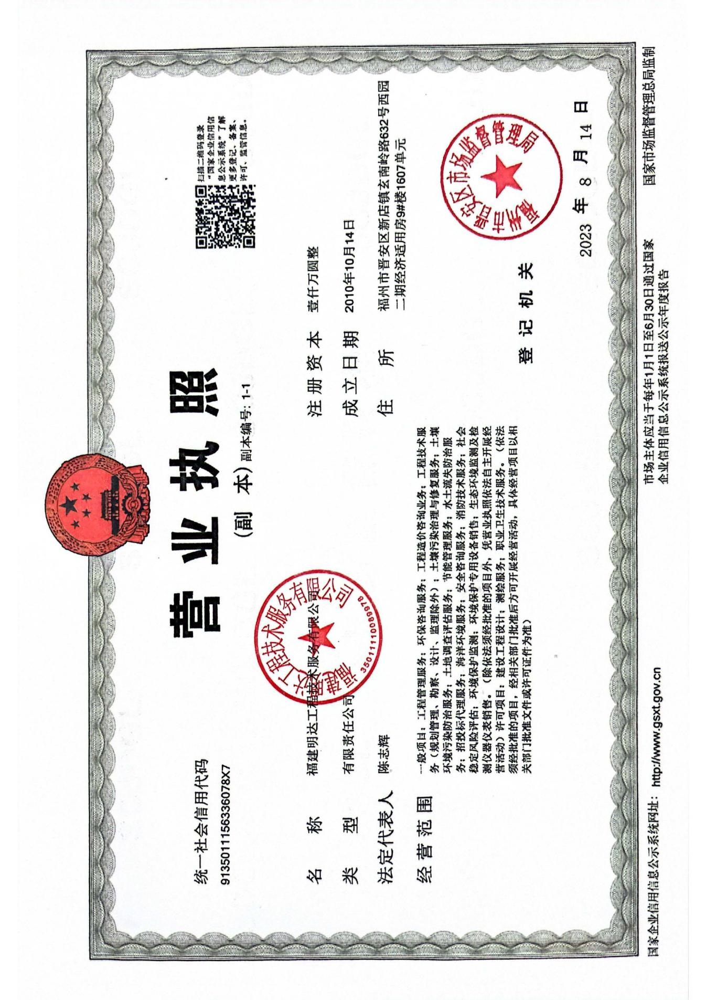 营业执照
(副 本) 副本编号: 1-1
统一社会信用代码
91350111563360​78X7
扫描二维码登录
“国家企业信用信
息公示系统”了解
更多登记、备案、
许可、监管信息。
名 称 福建明达工程技术服务有限公司
类 型 有限责任公司
法定代表人 陈志辉
经营范围 一般项目：工程管理服务；环保咨询服务；工程造价咨询业务；工程技术服
务（规划管理、勘察、设计、监理除外）；土壤污染治理与修复服务；土壤
环境污染防治服务；土地调查评估服务；节能管理服务；水土流失防治服
务；招投标代理服务；海洋环境服务；安全咨询服务；消防技术服务；社会
稳定风险评估；环境保护监测；环境保护专用设备销售；生态环境监测及检
测仪器仪表销售。（除依法须经批准的项目外，凭营业执照依法自主开展经
营活动）许可项目：建设工程设计；测绘服务；职业卫生技术服务。（依法
须经批准的项目，经相关部门批准后方可开展经营活动，具体经营项目以相
关部门批准文件或许可证件为准）
注册资本 壹仟万圆整
成立日期 2010年10月14日
住 所 福州市晋安区新店镇玄南岭路632号西园
二期经济适用房9#楼1607单元
福建明达工程技术服务有限公司
35011110089978
登记机关
福州市晋安区市场监督管理局
2023 年 8 月 14 日
国家企业信用信息公示系统网址: http://www.gsxt.gov.cn
市场主体应当于每年1月1日至6月30日通过国家
企业信用信息公示系统报送公示年度报告
国家市场监督管理总局监制